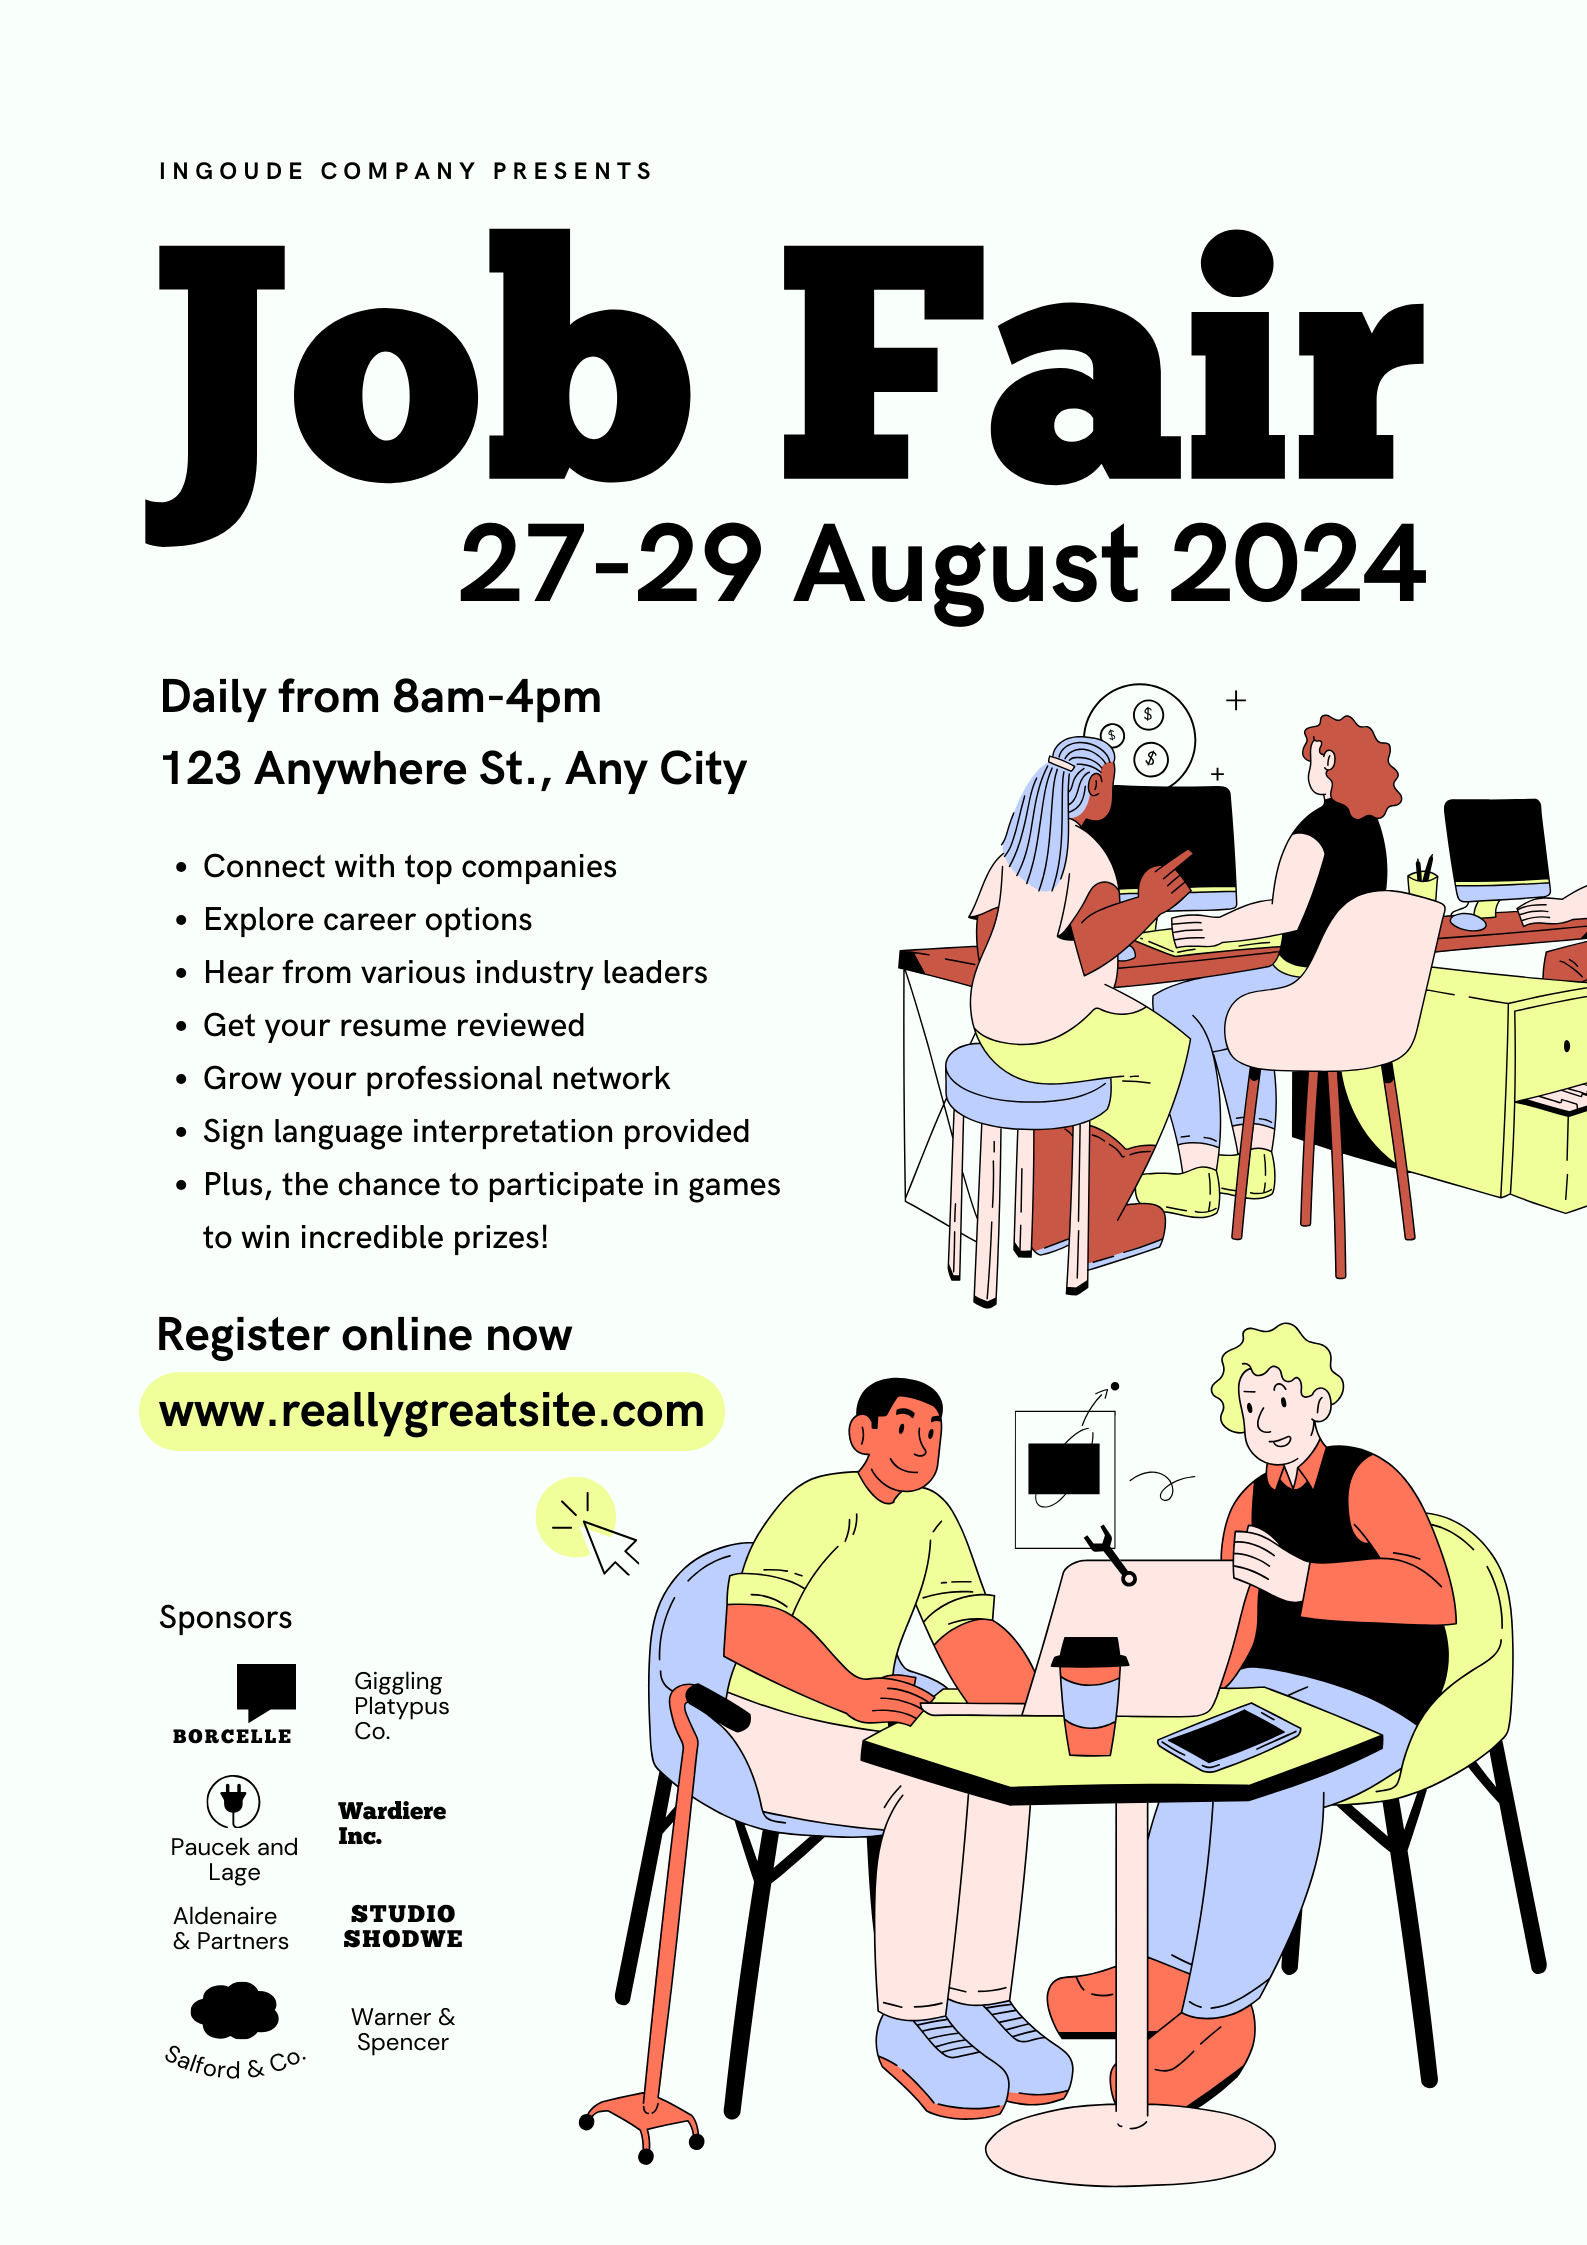 INGOUDE COMPANY PRESENTS
Job Fair
27-29 August 2024
Daily from 8am-4pm
123 Anywhere St., Any City
• Connect with top companies
• Explore career options
• Hear from various industry leaders
• Get your resume reviewed
• Grow your professional network
• Sign language interpretation provided
• Plus, the chance to participate in games
to win incredible prizes!
Register online now
www.reallygreatsite.com
Sponsors
BORCELLE
Giggling
Platypus
Co.
Paucek and
Lage
Wardiere
Inc.
Aldenaire
& Partners
STUDIO
SHODWE
Salford & Co.
Warner &
Spencer
$
$
$